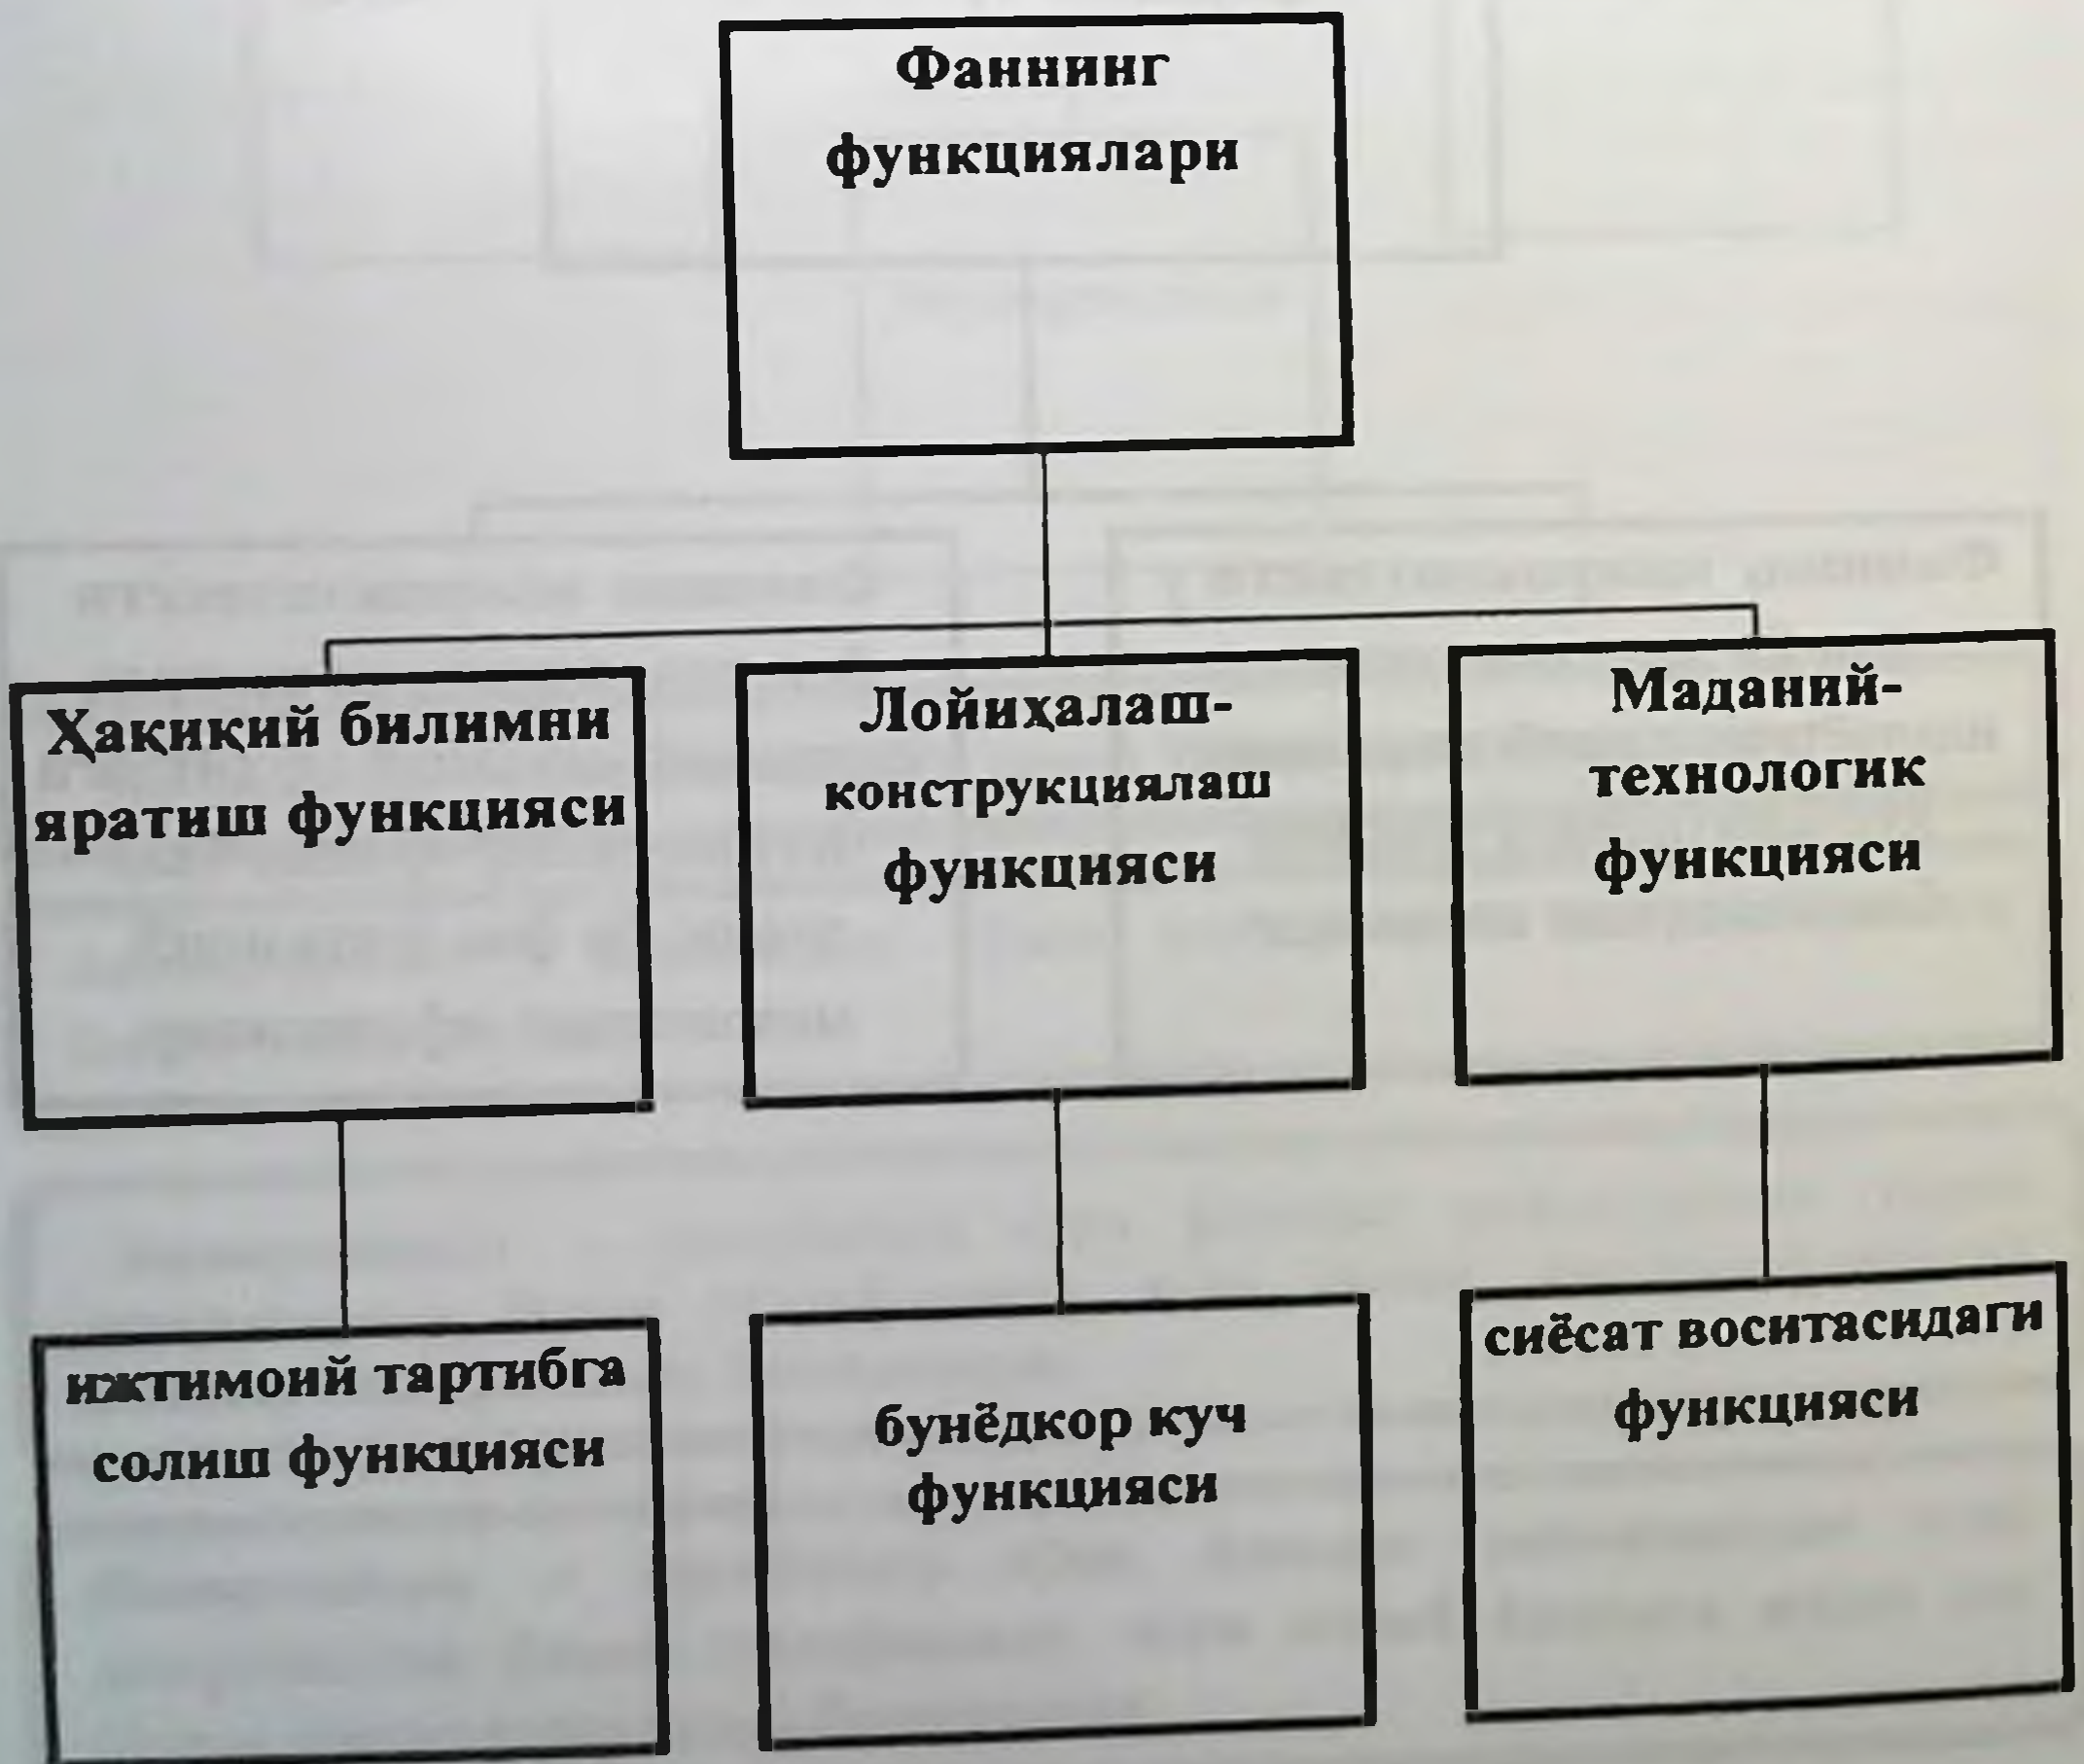 Фаннинг
функциялари
Ҳақиқий билимни
яратиш функцияси
Лойиҳалаш-
конструкциялаш
функцияси
Маданий-
технологик
функцияси
ижтимоий тартибга
солиш функцияси
бунёдкор куч
функцияси
сиёсат воситасидаги
функцияси